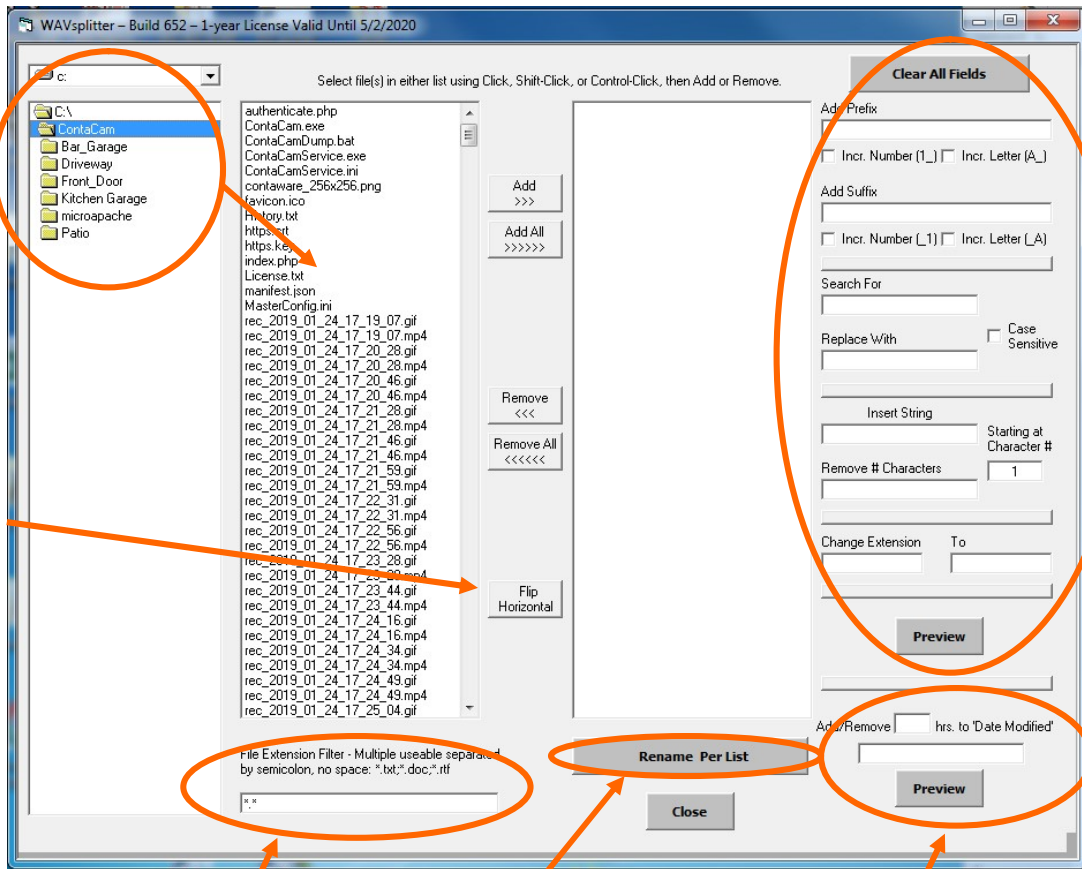 WAVsplitter – Build 652 – 1-year License Valid Until 5/2/2020
c:
Select file(s) in either list using Click, Shift-Click, or Control-Click, then Add or Remove.
Clear All Fields
C:\
ContaCam
Bar_Garage
Driveway
Front_Door
Kitchen Garage
microapache
Patio
authenticate.php
ContaCam.exe
ContaCamDump.bat
ContaCamService.exe
ContaCamService.ini
contaware_256x256.png
favicon.ico
History.txt
https.crt
https.key
index.php
License.txt
manifest.json
MasterConfig.ini
rec_2019_01_24_17_19_07.gif
rec_2019_01_24_17_19_07.mp4
rec_2019_01_24_17_20_28.gif
rec_2019_01_24_17_20_28.mp4
rec_2019_01_24_17_20_46.gif
rec_2019_01_24_17_20_46.mp4
rec_2019_01_24_17_21_28.gif
rec_2019_01_24_17_21_28.mp4
rec_2019_01_24_17_21_46.gif
rec_2019_01_24_17_21_46.mp4
rec_2019_01_24_17_21_59.gif
rec_2019_01_24_17_21_59.mp4
rec_2019_01_24_17_22_31.gif
rec_2019_01_24_17_22_31.mp4
rec_2019_01_24_17_22_56.gif
rec_2019_01_24_17_22_56.mp4
rec_2019_01_24_17_23_28.gif
rec_2019_01_24_17_23_28.mp4
rec_2019_01_24_17_23_44.gif
rec_2019_01_24_17_23_44.mp4
rec_2019_01_24_17_24_16.gif
rec_2019_01_24_17_24_16.mp4
rec_2019_01_24_17_24_34.gif
rec_2019_01_24_17_24_34.mp4
rec_2019_01_24_17_24_49.gif
rec_2019_01_24_17_24_49.mp4
rec_2019_01_24_17_25_04.gif
Add
>>>
Add All
>>>>>>
Remove
<<<
Remove All
<<<<<<
Flip
Horizontal
Add Prefix
Incr. Number (1_) Incr. Letter (A_)
Add Suffix
Incr. Number (_1) Incr. Letter (_A)
Search For
Replace With
Case
Sensitive
Insert String
Starting at
Character #
Remove # Characters
1
Change Extension To
Preview
Add/Remove hrs. to 'Date Modified'
Preview
File Extension Filter - Multiple useable separated
by semicolon, no space: *.txt;*.doc;*.rtf
*.*
Rename Per List
Close